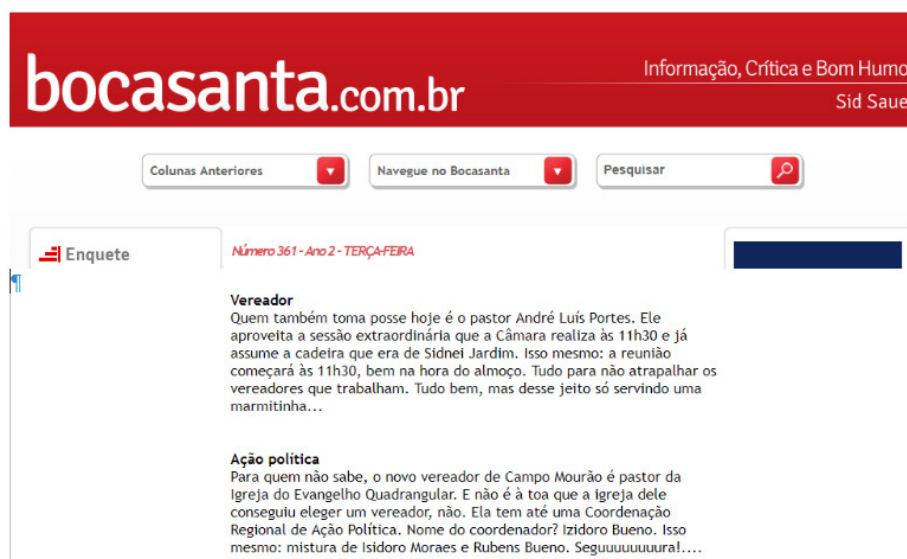 bocasanta.com.br
Informação, Crítica e Bom Humo
Sid Saue
Colunas Anteriores
Navegue no Bocasanta
Pesquisar
Enquete
Número 361 - Ano 2 - TERÇA-FEIRA
¶
Vereador
Quem também toma posse hoje é o pastor André Luís Portes. Ele
aproveita a sessão extraordinária que a Câmara realiza às 11h30 e já
assume a cadeira que era de Sidnei Jardim. Isso mesmo: a reunião
começará às 11h30, bem na hora do almoço. Tudo para não atrapalhar os
vereadores que trabalham. Tudo bem, mas desse jeito só servindo uma
marmitinha...
Ação política
Para quem não sabe, o novo vereador de Campo Mourão é pastor da
Igreja do Evangelho Quadrangular. E não é à toa que a igreja dele
conseguiu eleger um vereador, não. Ela tem até uma Coordenação
Regional de Ação Política. Nome do coordenador? Izidoro Bueno. Isso
mesmo: mistura de Isidoro Moraes e Rubens Bueno. Seguuuuuuuura!....